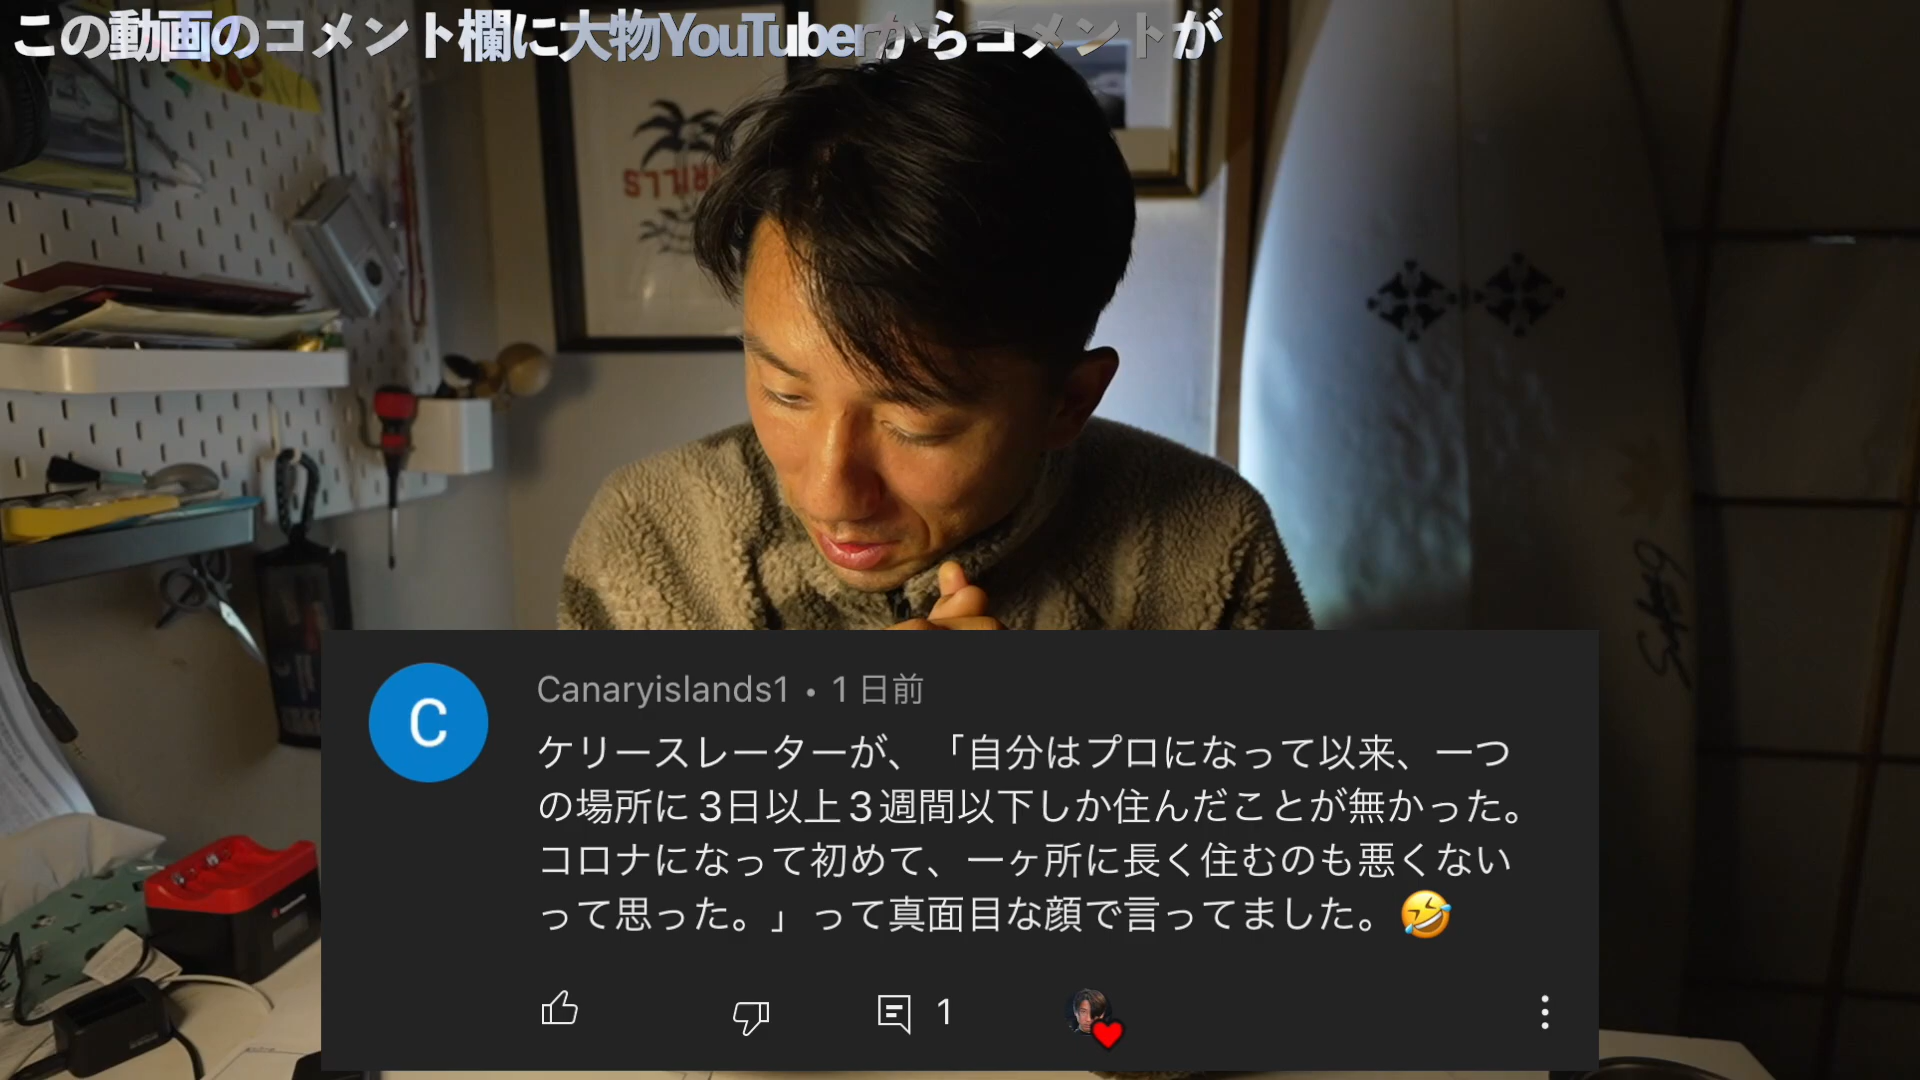 この動画のコメント欄に大物YouTuberからコメントが
Canaryislands1・1 日前
ケリースレーターが、「自分はプロになって以来、一つ
の場所に3日以上3週間以下しか住んだことが無かった。
コロナになって初めて、一ヶ所に長く住むのも悪くない
って思った。」って真面目な顔で言ってました。🤣
C
1